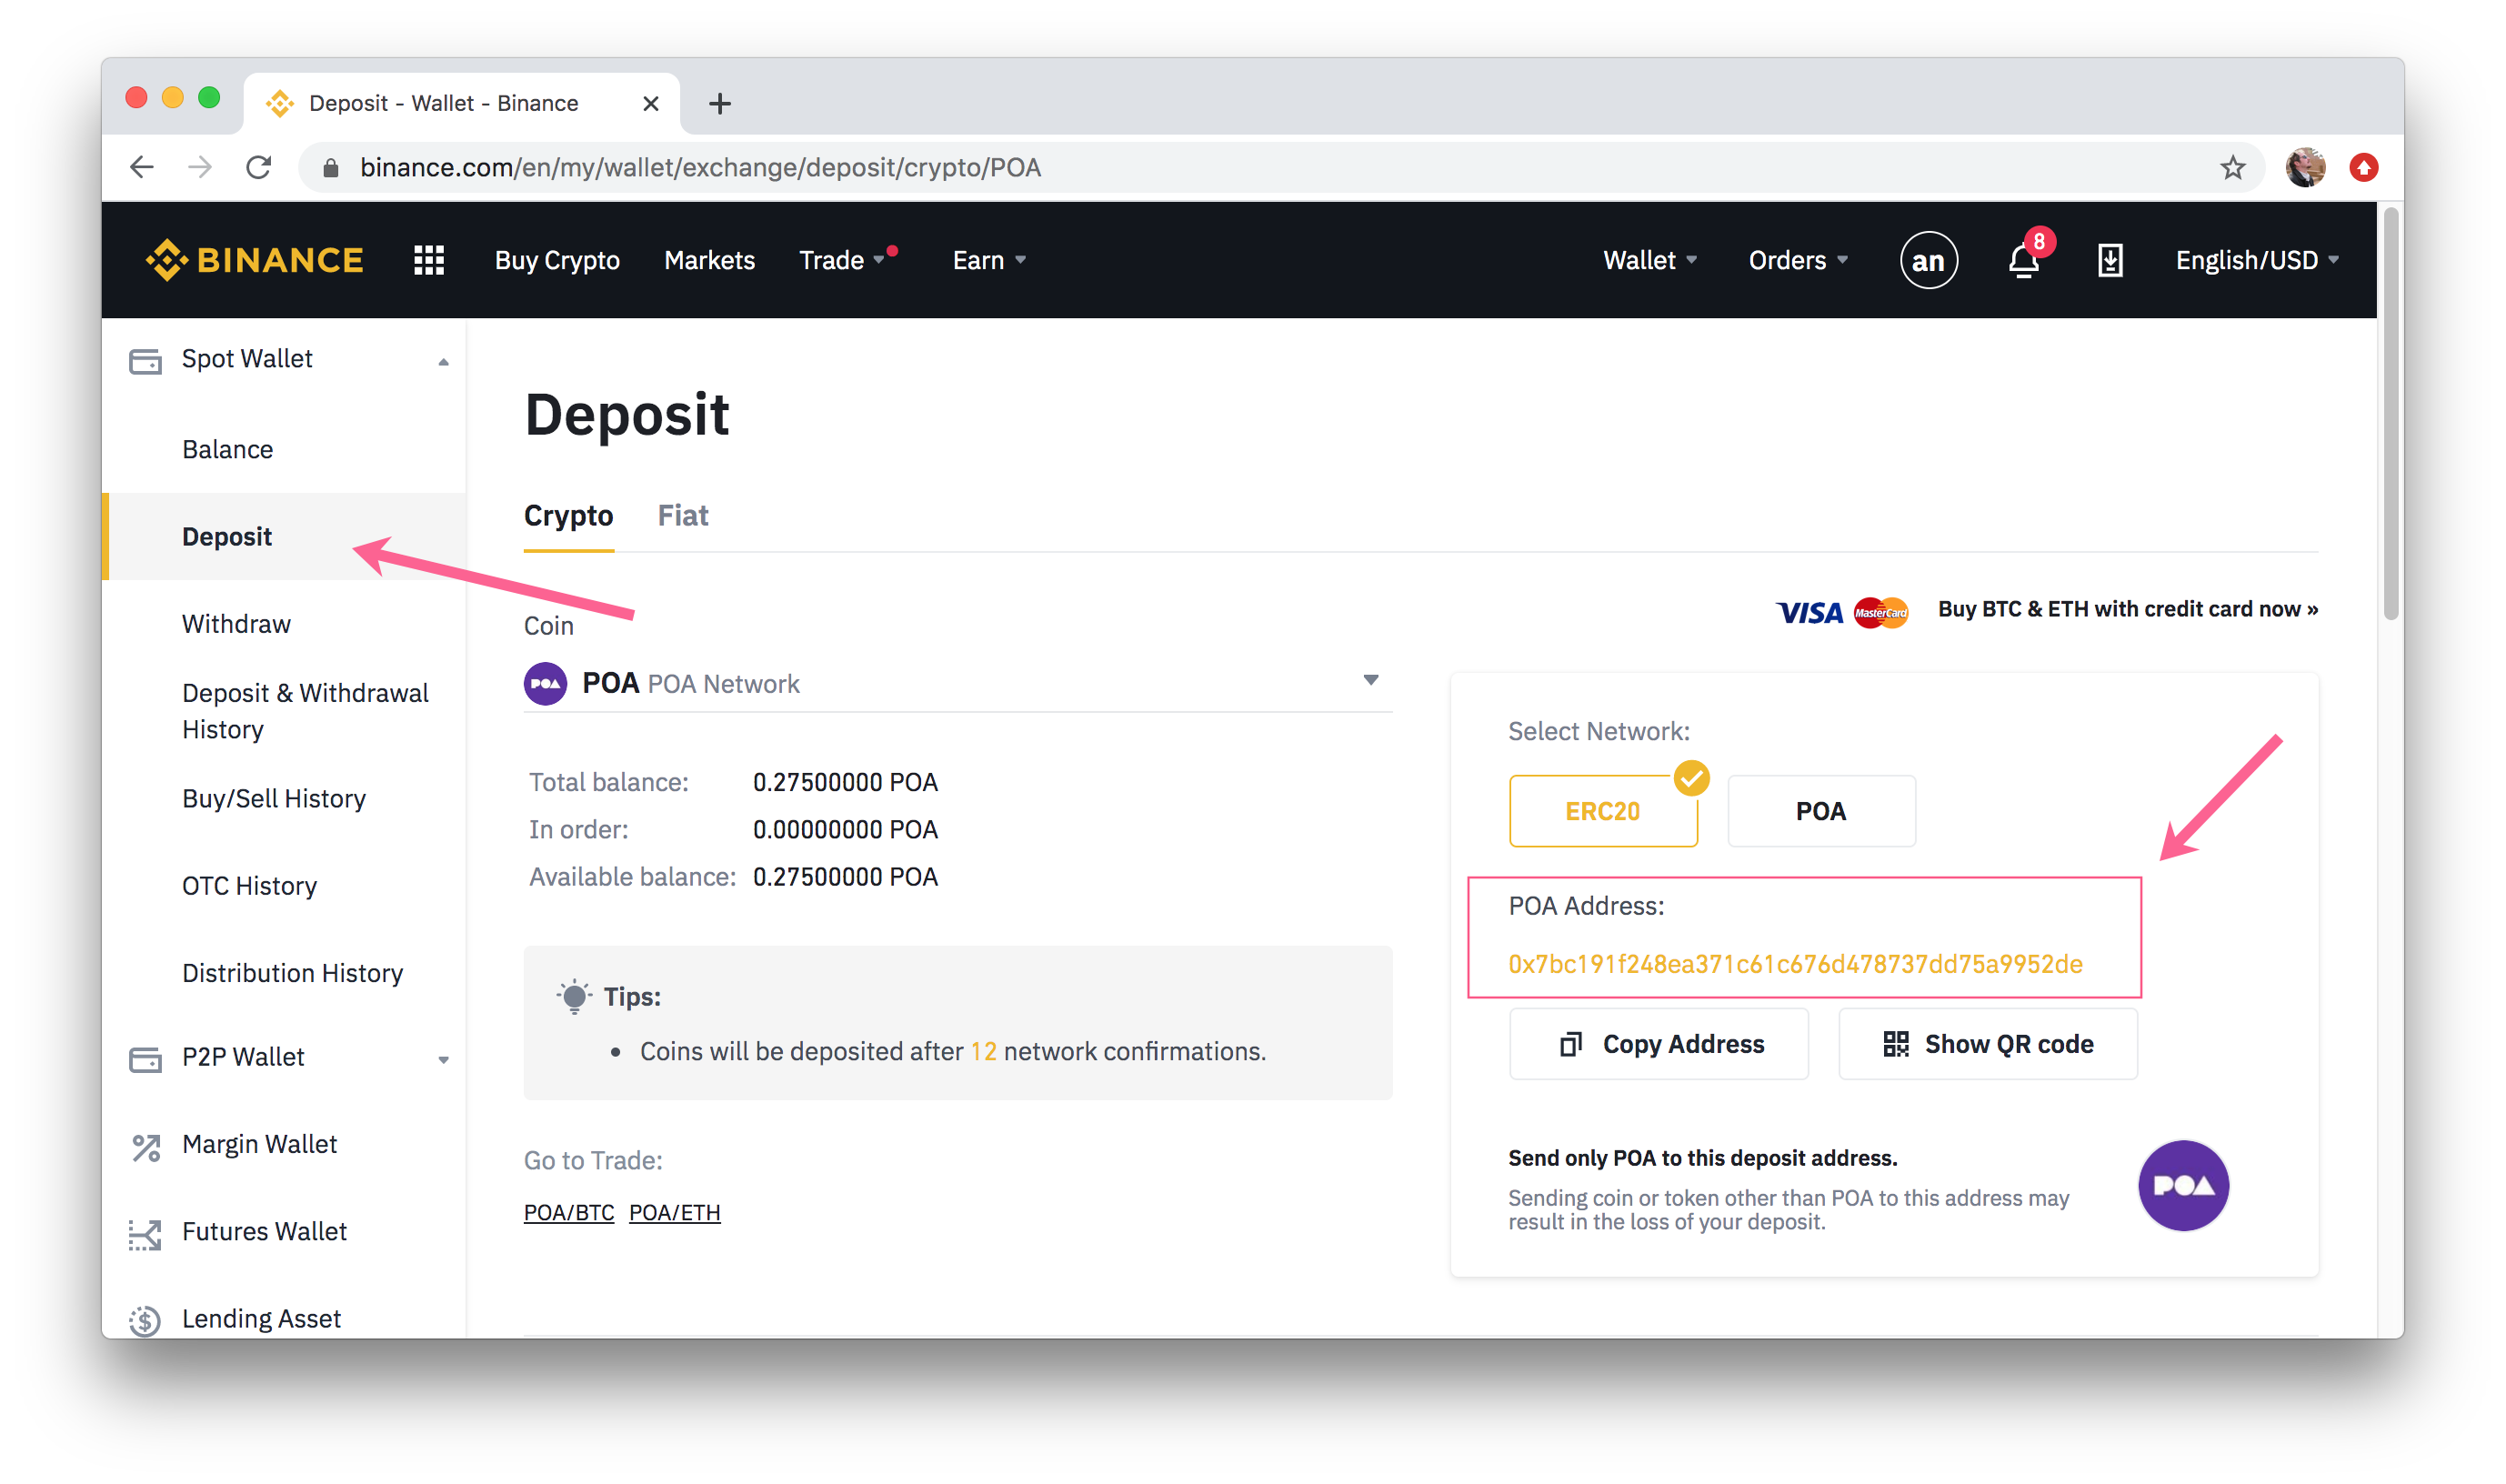 Deposit - Wallet - Binance
binance.com/en/my/wallet/exchange/deposit/crypto/POA
BINANCE Buy Crypto Markets Trade Earn Wallet Orders an 8 English/USD
Spot Wallet
Balance
Deposit
Withdraw
Deposit & Withdrawal
History
Buy/Sell History
OTC History
Distribution History
P2P Wallet
Margin Wallet
Futures Wallet
Lending Asset
Deposit
Crypto Fiat
VISA MasterCard Buy BTC & ETH with credit card now »
Coin
POA POA POA Network
Total balance: 0.27500000 POA
In order: 0.00000000 POA
Available balance: 0.27500000 POA
Tips:
• Coins will be deposited after 12 network confirmations.
Go to Trade:
POA/BTC POA/ETH
Select Network:
ERC20 POA
POA Address:
0x7bc191f248ea371c61c676d478737dd75a9952de
Copy Address Show QR code
Send only POA to this deposit address.
Sending coin or token other than POA to this address may
result in the loss of your deposit.
POA